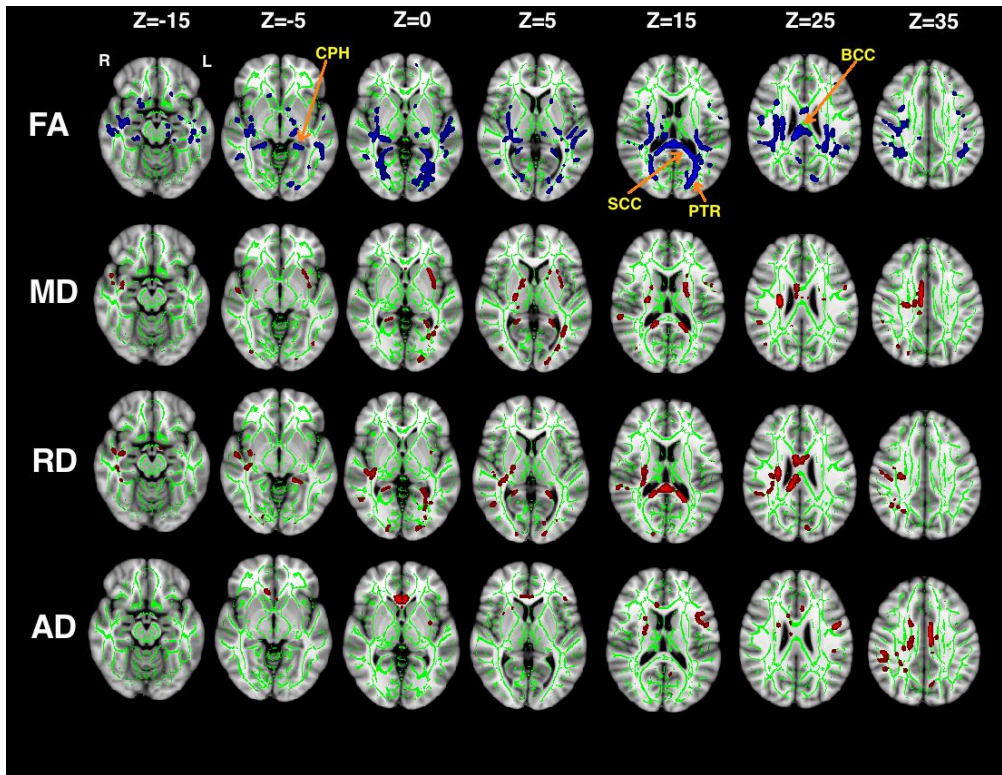 Z=-15 Z=-5 Z=0 Z=5 Z=15 Z=25 Z=35
R L CPH BCC
FA
SCC PTR
MD
RD
AD